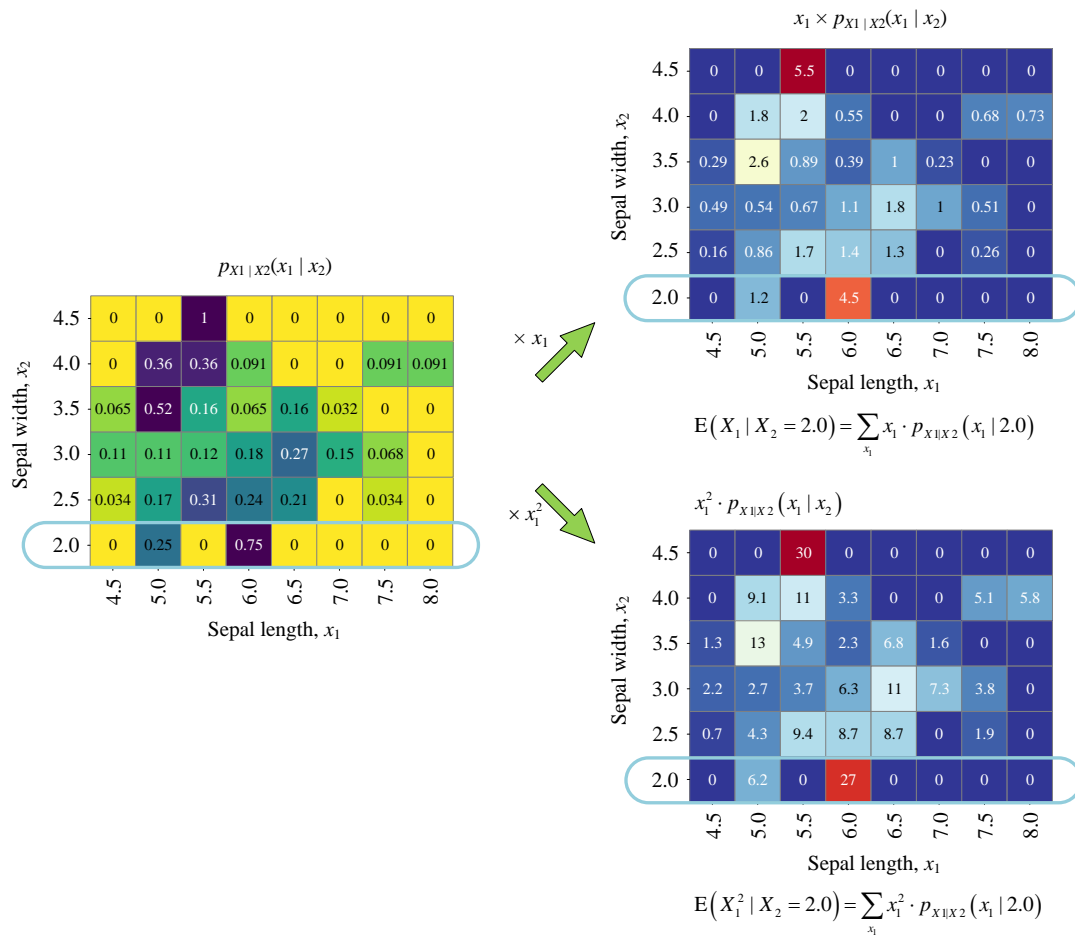 x₁ × p_{X1 | X2}(x₁ | x₂)
Sepal width, x₂
4.5 0 0 5.5 0 0 0 0 0
4.0 0 1.8 2 0.55 0 0 0.68 0.73
3.5 0.29 2.6 0.89 0.39 1 0.23 0 0
3.0 0.49 0.54 0.67 1.1 1.8 1 0.51 0
2.5 0.16 0.86 1.7 1.4 1.3 0 0.26 0
2.0 0 1.2 0 4.5 0 0 0 0
4.5 5.0 5.5 6.0 6.5 7.0 7.5 8.0
Sepal length, x₁
E(X₁ | X₂ = 2.0) = ∑_{x₁} x₁ · p_{X1|X2}(x₁ | 2.0)
p_{X1 | X2}(x₁ | x₂)
Sepal width, x₂
4.5 0 0 1 0 0 0 0 0
4.0 0 0.36 0.36 0.091 0 0 0.091 0.091
3.5 0.065 0.52 0.16 0.065 0.16 0.032 0 0
3.0 0.11 0.11 0.12 0.18 0.27 0.15 0.068 0
2.5 0.034 0.17 0.31 0.24 0.21 0 0.034 0
2.0 0 0.25 0 0.75 0 0 0 0
4.5 5.0 5.5 6.0 6.5 7.0 7.5 8.0
Sepal length, x₁
× x₁
× x₁²
x₁² · p_{X1|X2}(x₁ | x₂)
Sepal width, x₂
4.5 0 0 30 0 0 0 0 0
4.0 0 9.1 11 3.3 0 0 5.1 5.8
3.5 1.3 13 4.9 2.3 6.8 1.6 0 0
3.0 2.2 2.7 3.7 6.3 11 7.3 3.8 0
2.5 0.7 4.3 9.4 8.7 8.7 0 1.9 0
2.0 0 6.2 0 27 0 0 0 0
4.5 5.0 5.5 6.0 6.5 7.0 7.5 8.0
Sepal length, x₁
E(X₁² | X₂ = 2.0) = ∑_{x₁} x₁² · p_{X1|X2}(x₁ | 2.0)